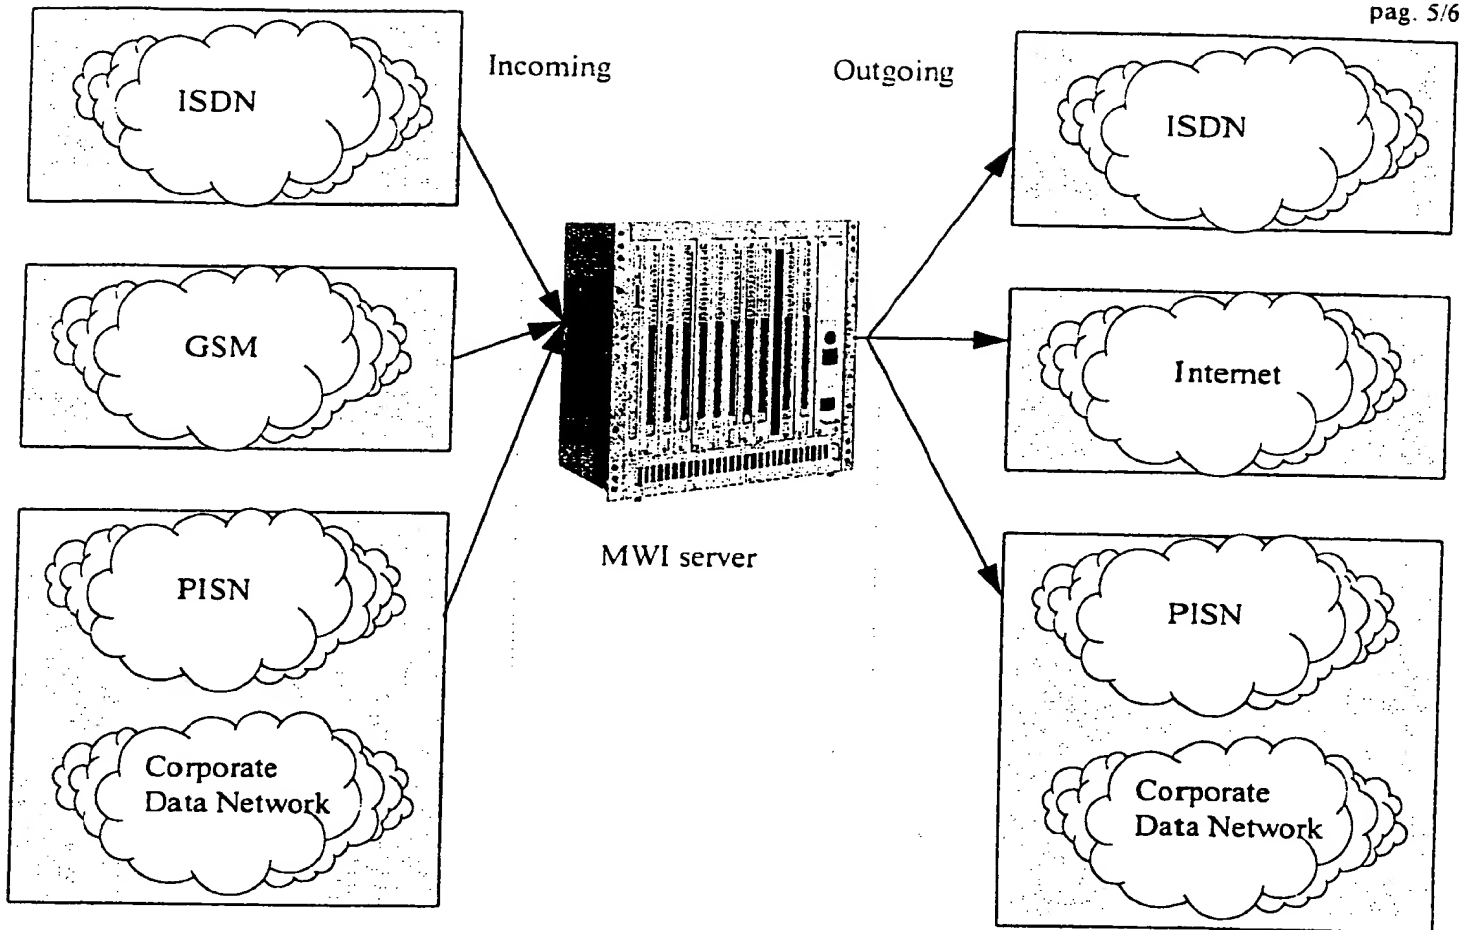 pag. 5/6
Incoming
Outgoing
ISDN
ISDN
GSM
Internet
MWI server
PISN
PISN
Corporate
Data Network
Corporate
Data Network